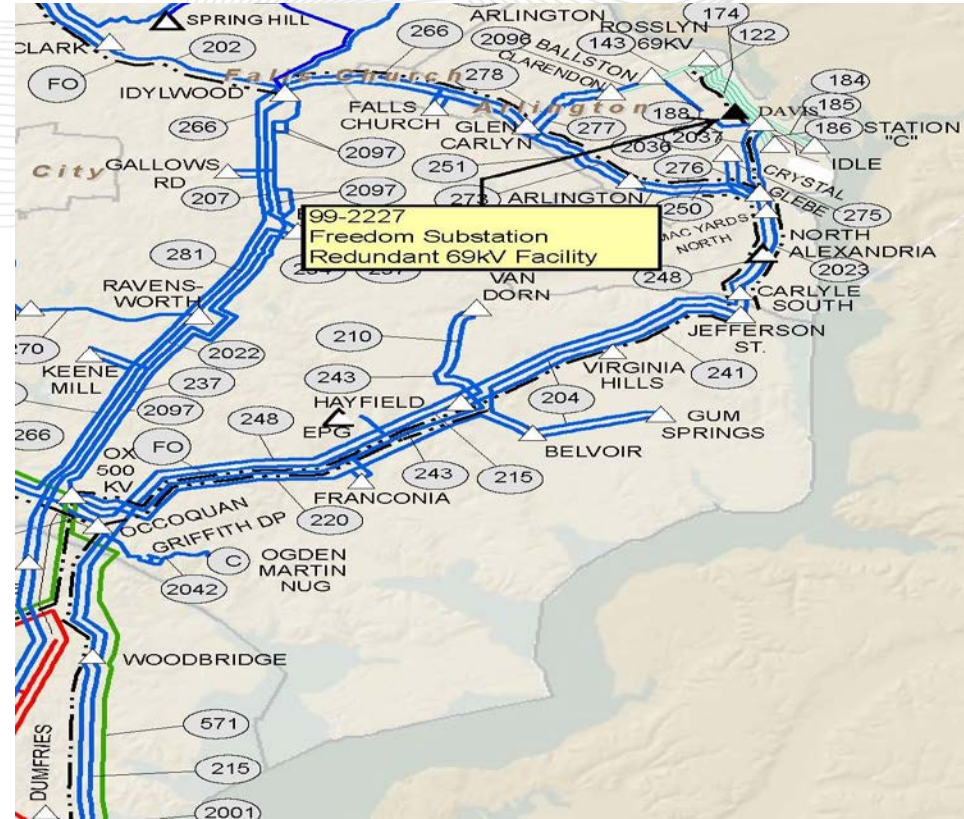 SPRING HILL
CLARK
202
FO
IDYLWOOD
Falls Church
266
ARLINGTON
2096
BALLSTON
CLARENDON
143
ROSSLYN
69KV
174
122
278
FALLS
CHURCH
Arlington
GLEN
CARLYN
277
188
2037
2036
DAVIS
184
185
186
STATION
"C"
IDLE
CRYSTAL
GLEBE
266
2097
251
276
City
GALLOWS
RD
207
2097
273
ARLINGTON
250
275
NORTH
99-2227
Freedom Substation
Redundant 69kV Facility
NORTH
ALEXANDRIA
2023
281
248
RAVENS-
WORTH
VAN
DORN
CARLYLE
SOUTH
JEFFERSON
ST.
270
KEENE
MILL
2022
210
237
243
VIRGINIA
HILLS
241
2097
HAYFIELD
204
GUM
SPRINGS
266
FO
248
EPG
BELVOIR
OX
500
KV
243
215
FRANCONIA
220
OCCOQUAN
GRIFFITH DP
C
OGDEN
MARTIN
NUG
2042
WOODBRIDGE
571
DUMFRIES
215
2001